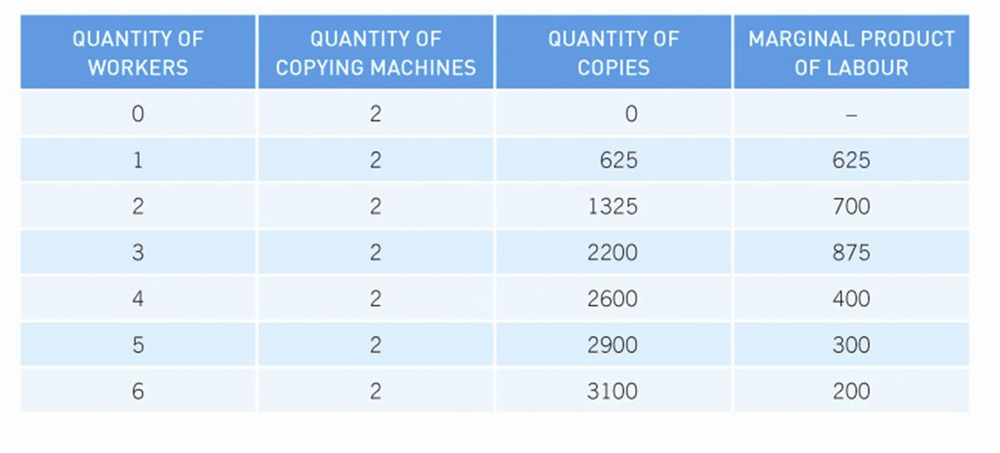 QUANTITY OF WORKERS QUANTITY OF COPYING MACHINES QUANTITY OF COPIES MARGINAL PRODUCT OF LABOUR
0 2 0 –
1 2 625 625
2 2 1325 700
3 2 2200 875
4 2 2600 400
5 2 2900 300
6 2 3100 200